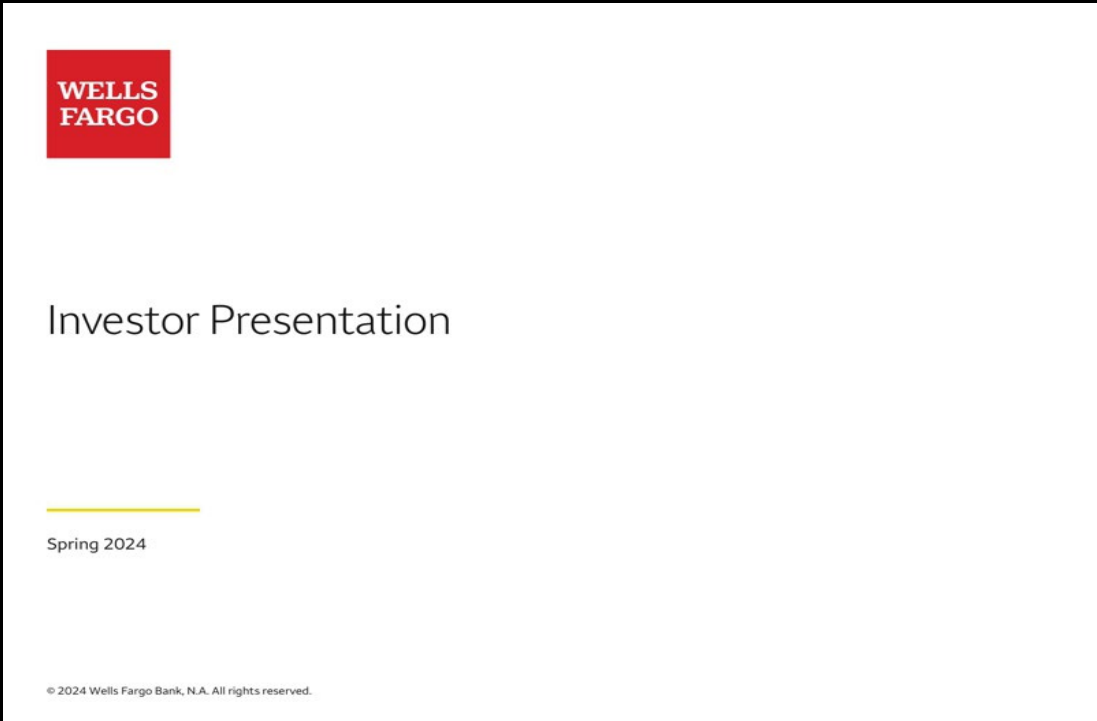 WELLS
FARGO
Investor Presentation
Spring 2024
© 2024 Wells Fargo Bank, N.A. All rights reserved.